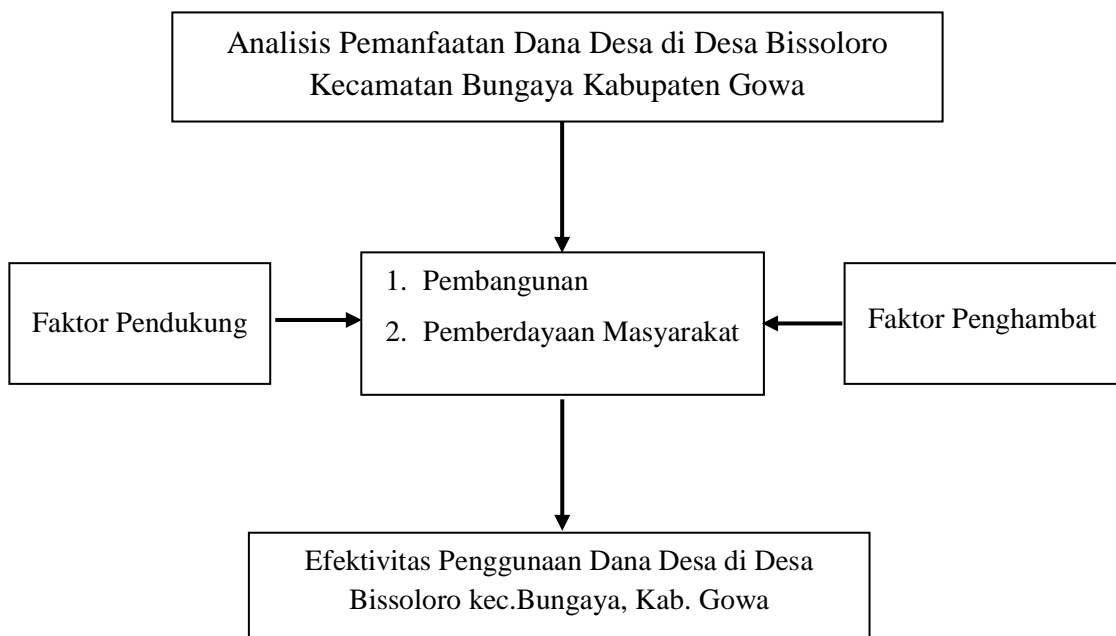 Analisis Pemanfaatan Dana Desa di Desa Bissoloro
Kecamatan Bungaya Kabupaten Gowa
Faktor Pendukung
1. Pembangunan
2. Pemberdayaan Masyarakat
Faktor Penghambat
Efektivitas Penggunaan Dana Desa di Desa
Bissoloro kec.Bungaya, Kab. Gowa